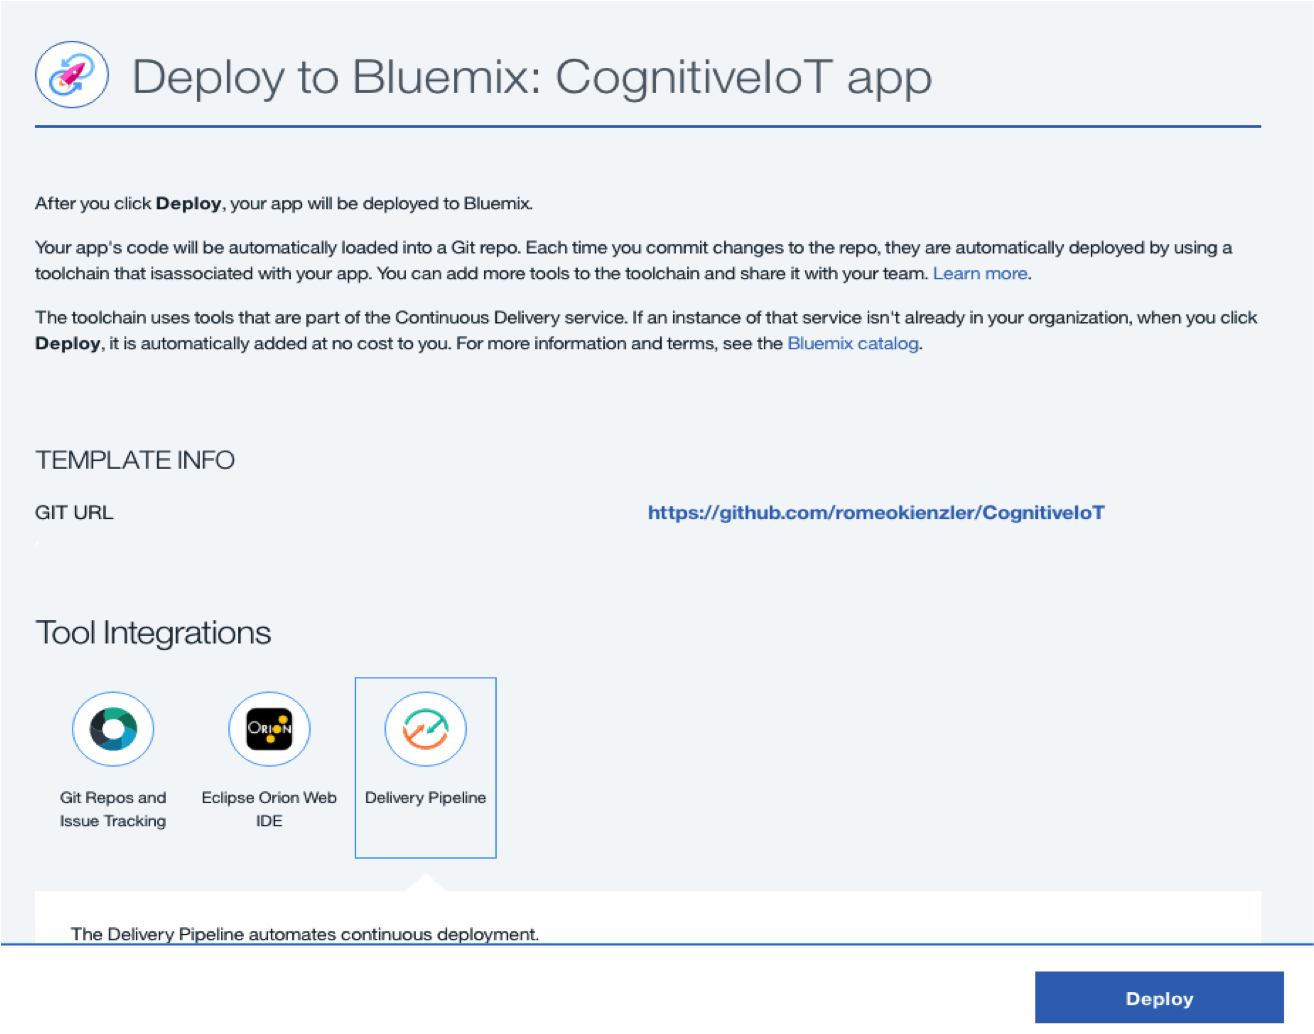 Deploy to Bluemix: CognitiveIoT app
After you click Deploy, your app will be deployed to Bluemix.
Your app's code will be automatically loaded into a Git repo. Each time you commit changes to the repo, they are automatically deployed by using a
toolchain that isassociated with your app. You can add more tools to the toolchain and share it with your team. Learn more.
The toolchain uses tools that are part of the Continuous Delivery service. If an instance of that service isn't already in your organization, when you click
Deploy, it is automatically added at no cost to you. For more information and terms, see the Bluemix catalog.
TEMPLATE INFO
GIT URL https://github.com/romeokienzler/CognitiveIoT
Tool Integrations
ORION
Git Repos and
Issue Tracking
Eclipse Orion Web
IDE
Delivery Pipeline
The Delivery Pipeline automates continuous deployment.
Deploy